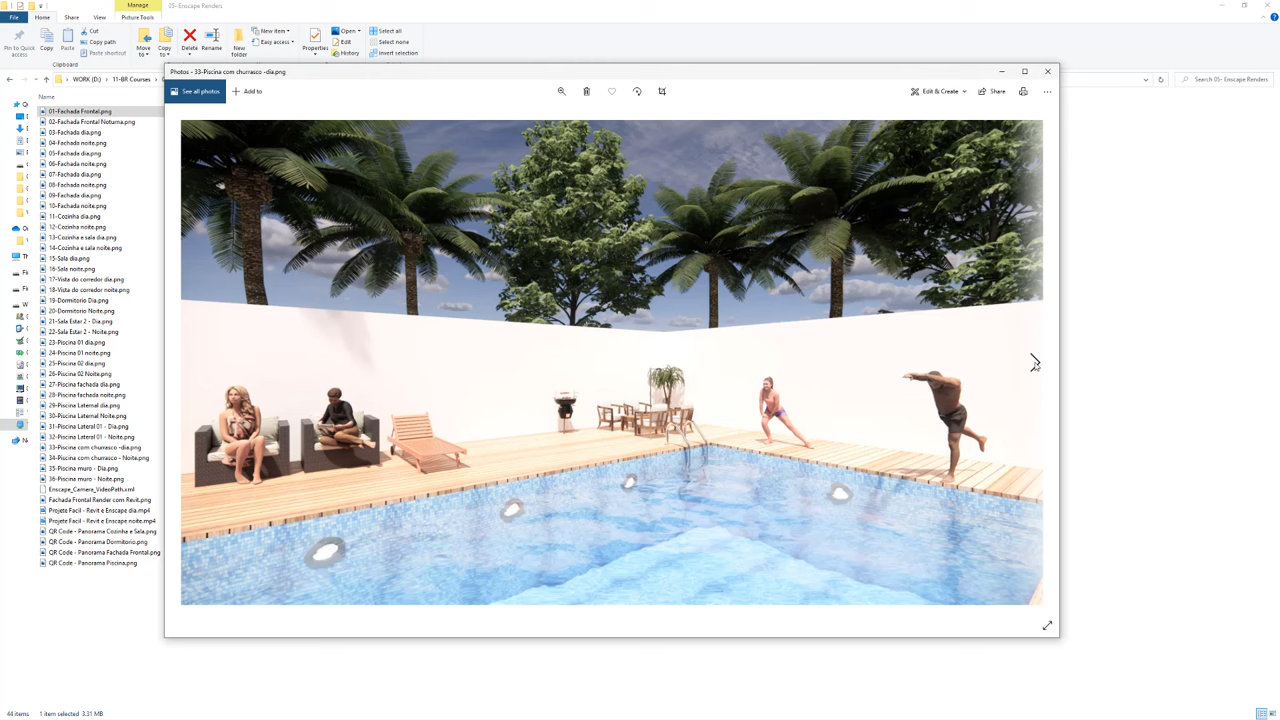 Manage
05- Enscape Renders
File
Home
Share
View
Picture Tools
Pin to Quick access
Copy
Paste
Cut
Copy path
Paste shortcut
Clipboard
Move to
Copy to
Delete
Rename
New folder
New item
Easy access
Properties
Open
Edit
History
Select all
Select none
Invert selection
WORK (D:)
11-BR Courses
Search 05- Enscape Renders
Photos - 33-Piscina com churrasco -dia.png
See all photos
Add to
Edit & Create
Share
Name
01-Fachada Frontal.png
02-Fachada Frontal Noturna.png
03-Fachada dia.png
04-Fachada noite.png
05-Fachada dia.png
06-Fachada noite.png
07-Fachada dia.png
08-Fachada noite.png
09-Fachada dia.png
10-Fachada noite.png
11-Cozinha dia.png
12-Cozinha noite.png
13-Cozinha e sala dia.png
14-Cozinha e sala noite.png
15-Sala dia.png
16-Sala noite.png
17-Vista do corredor dia.png
18-Vista do corredor noite.png
19-Dormitorio Dia.png
20-Dormitorio Noite.png
21-Sala Estar 2 - Dia.png
22-Sala Estar 2 - Noite.png
23-Piscina 01 dia.png
24-Piscina 01 noite.png
25-Piscina 02 dia.png
26-Piscina 02 Noite.png
27-Piscina fachada dia.png
28-Piscina fachada noite.png
29-Piscina Laternal dia.png
30-Piscina Laternal Noite.png
31-Piscina Lateral 01 - Dia.png
32-Piscina Lateral 01 - Noite.png
33-Piscina com churrasco -dia.png
34-Piscina com churrasco - Noite.png
35-Piscina muro - Dia.png
36-Piscina muro - Noite.png
Enscape_Camera_VideoPath.xml
Fachada Frontal Render com Revit.png
Projete Facil - Revit e Enscape dia.mp4
Projete Facil - Revit e Enscape noite.mp4
QR Code - Panorama Cozinha e Sala.png
QR Code - Panorama Dormitorio.png
QR Code - Panorama Fachada Frontal.png
QR Code - Panorama Piscina.png
44 items
1 item selected 3.31 MB